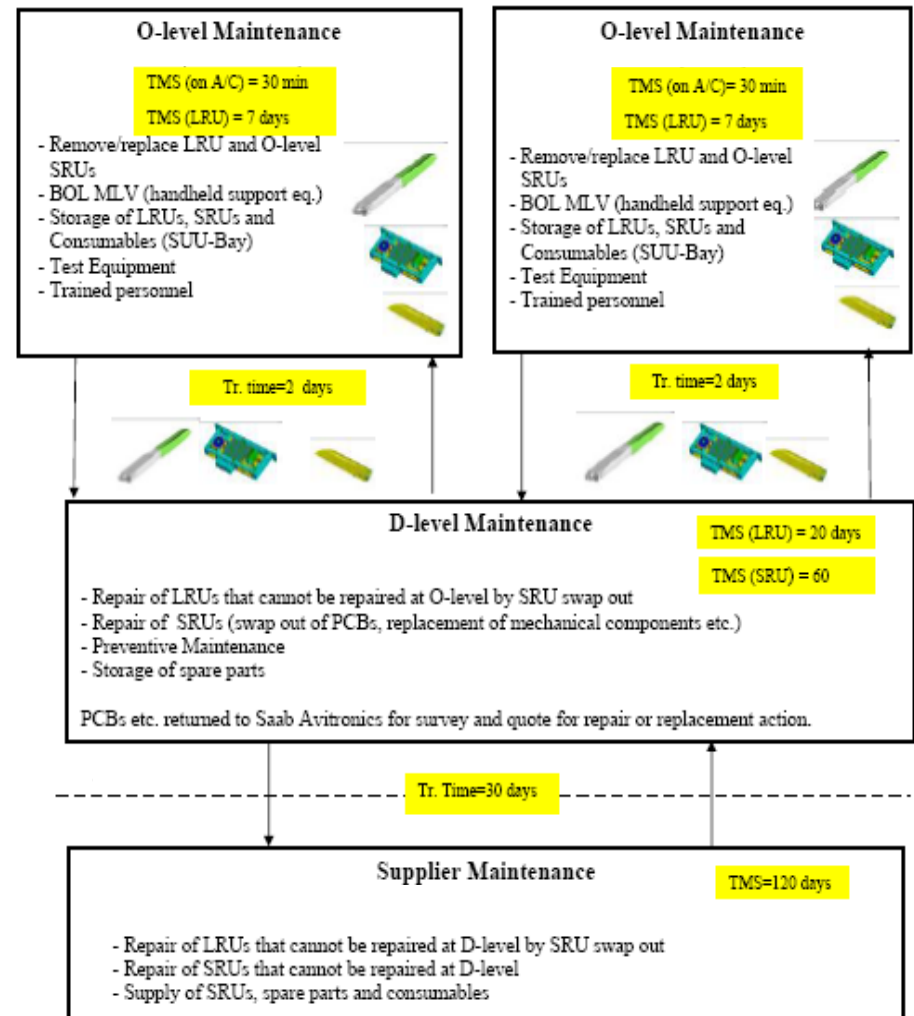 O-level Maintenance
TMS (on A/C) = 30 min
TMS (LRU) = 7 days
- Remove/replace LRU and O-level
SRUs
- BOL MLV (handheld support eq.)
- Storage of LRUs, SRUs and
Consumables (SUU-Bay)
- Test Equipment
- Trained personnel
O-level Maintenance
TMS (on A/C)= 30 min
TMS (LRU) = 7 days
- Remove/replace LRU and O-level
SRUs
- BOL MLV (handheld support eq.)
- Storage of LRUs, SRUs and
Consumables (SUU-Bay)
- Test Equipment
- Trained personnel
Tr. time=2 days
Tr. time=2 days
D-level Maintenance
TMS (LRU) = 20 days
TMS (SRU) = 60
- Repair of LRUs that cannot be repaired at O-level by SRU swap out
- Repair of SRUs (swap out of PCBs, replacement of mechanical components etc.)
- Preventive Maintenance
- Storage of spare parts
PCBs etc. returned to Saab Avitronics for survey and quote for repair or replacement action.
Tr. Time=30 days
Supplier Maintenance
TMS=120 days
- Repair of LRUs that cannot be repaired at D-level by SRU swap out
- Repair of SRUs that cannot be repaired at D-level
- Supply of SRUs, spare parts and consumables